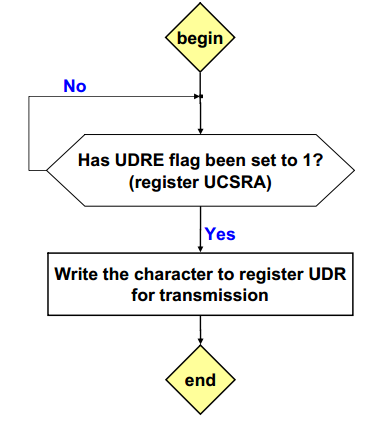 begin
No
Has UDRE flag been set to 1?
(register UCSRA)
Yes
Write the character to register UDR
for transmission
end